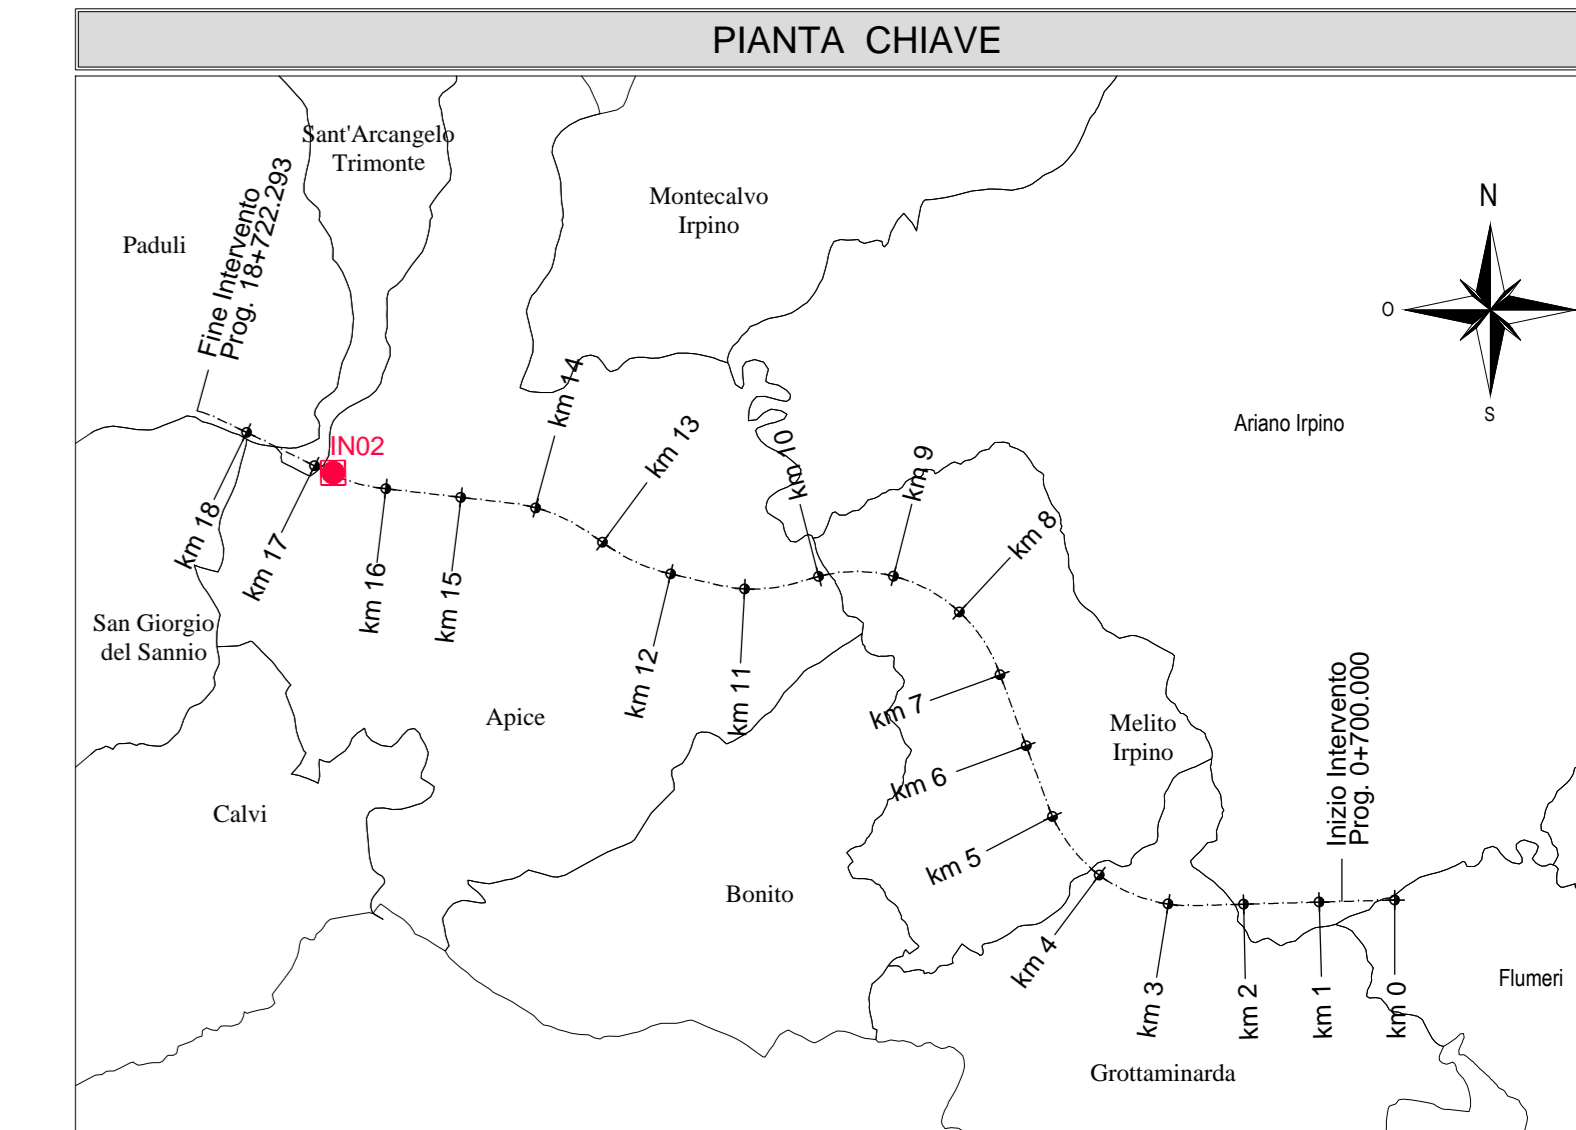 PIANTA CHIAVE
Sant'Arcangelo
Trimonte
Montecalvo
Irpino
Paduli
Fine Intervento
Prog. 18+722.293
N
O
S
Ariano Irpino
IN02
km 18
km 17
km 16
km 15
km 14
km 13
km 12
km 11
km 10
km 9
km 8
km 7
km 6
km 5
km 4
km 3
km 2
km 1
km 0
San Giorgio
del Sannio
Apice
Melito
Irpino
Inizio Intervento
Prog. 0+700.000
Calvi
Bonito
Flumeri
Grottaminarda